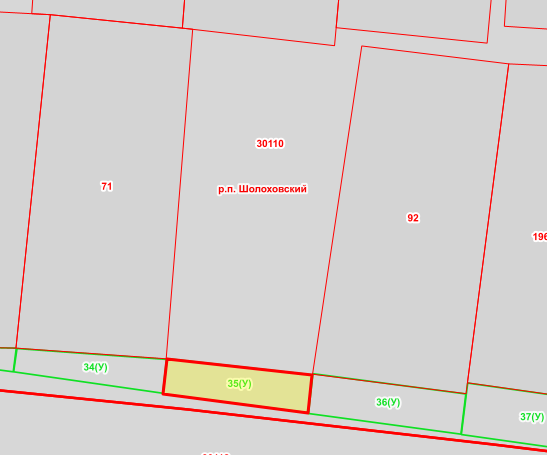 30110
р.п. Шолоховский
71
92
34(У)
35(У)
36(У)
37(У)